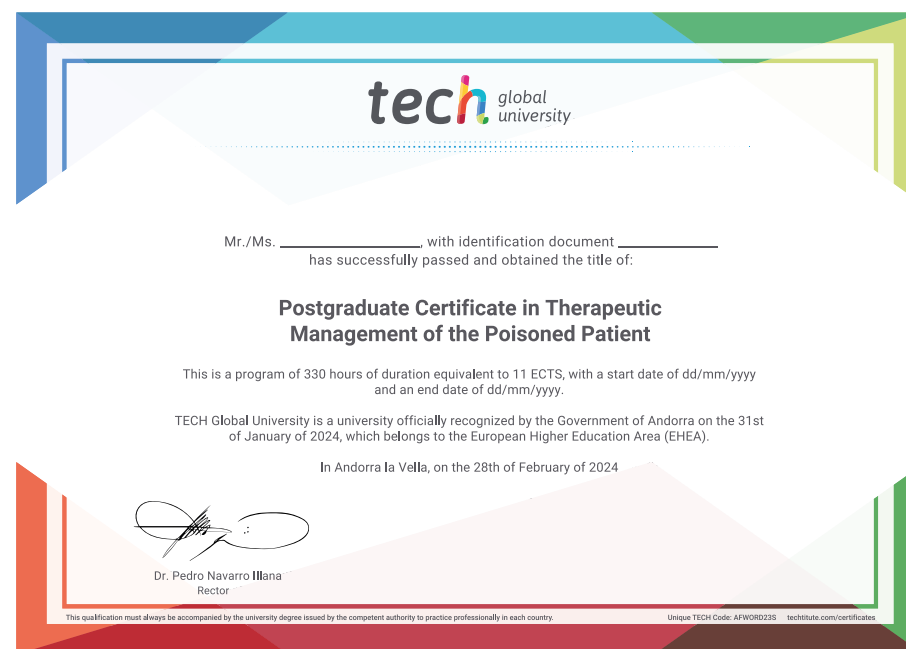 tech global university
Mr./Ms. ____________________, with identification document ______________
has successfully passed and obtained the title of:
Postgraduate Certificate in Therapeutic
Management of the Poisoned Patient
This is a program of 330 hours of duration equivalent to 11 ECTS, with a start date of dd/mm/yyyy
and an end date of dd/mm/yyyy.
TECH Global University is a university officially recognized by the Government of Andorra on the 31st
of January of 2024, which belongs to the European Higher Education Area (EHEA).
In Andorra la Vella, on the 28th of February of 2024
Dr. Pedro Navarro Illana
Rector
This qualification must always be accompanied by the university degree issued by the competent authority to practice professionally in each country.
Unique TECH Code: AFWORD23S techtitute.com/certificates